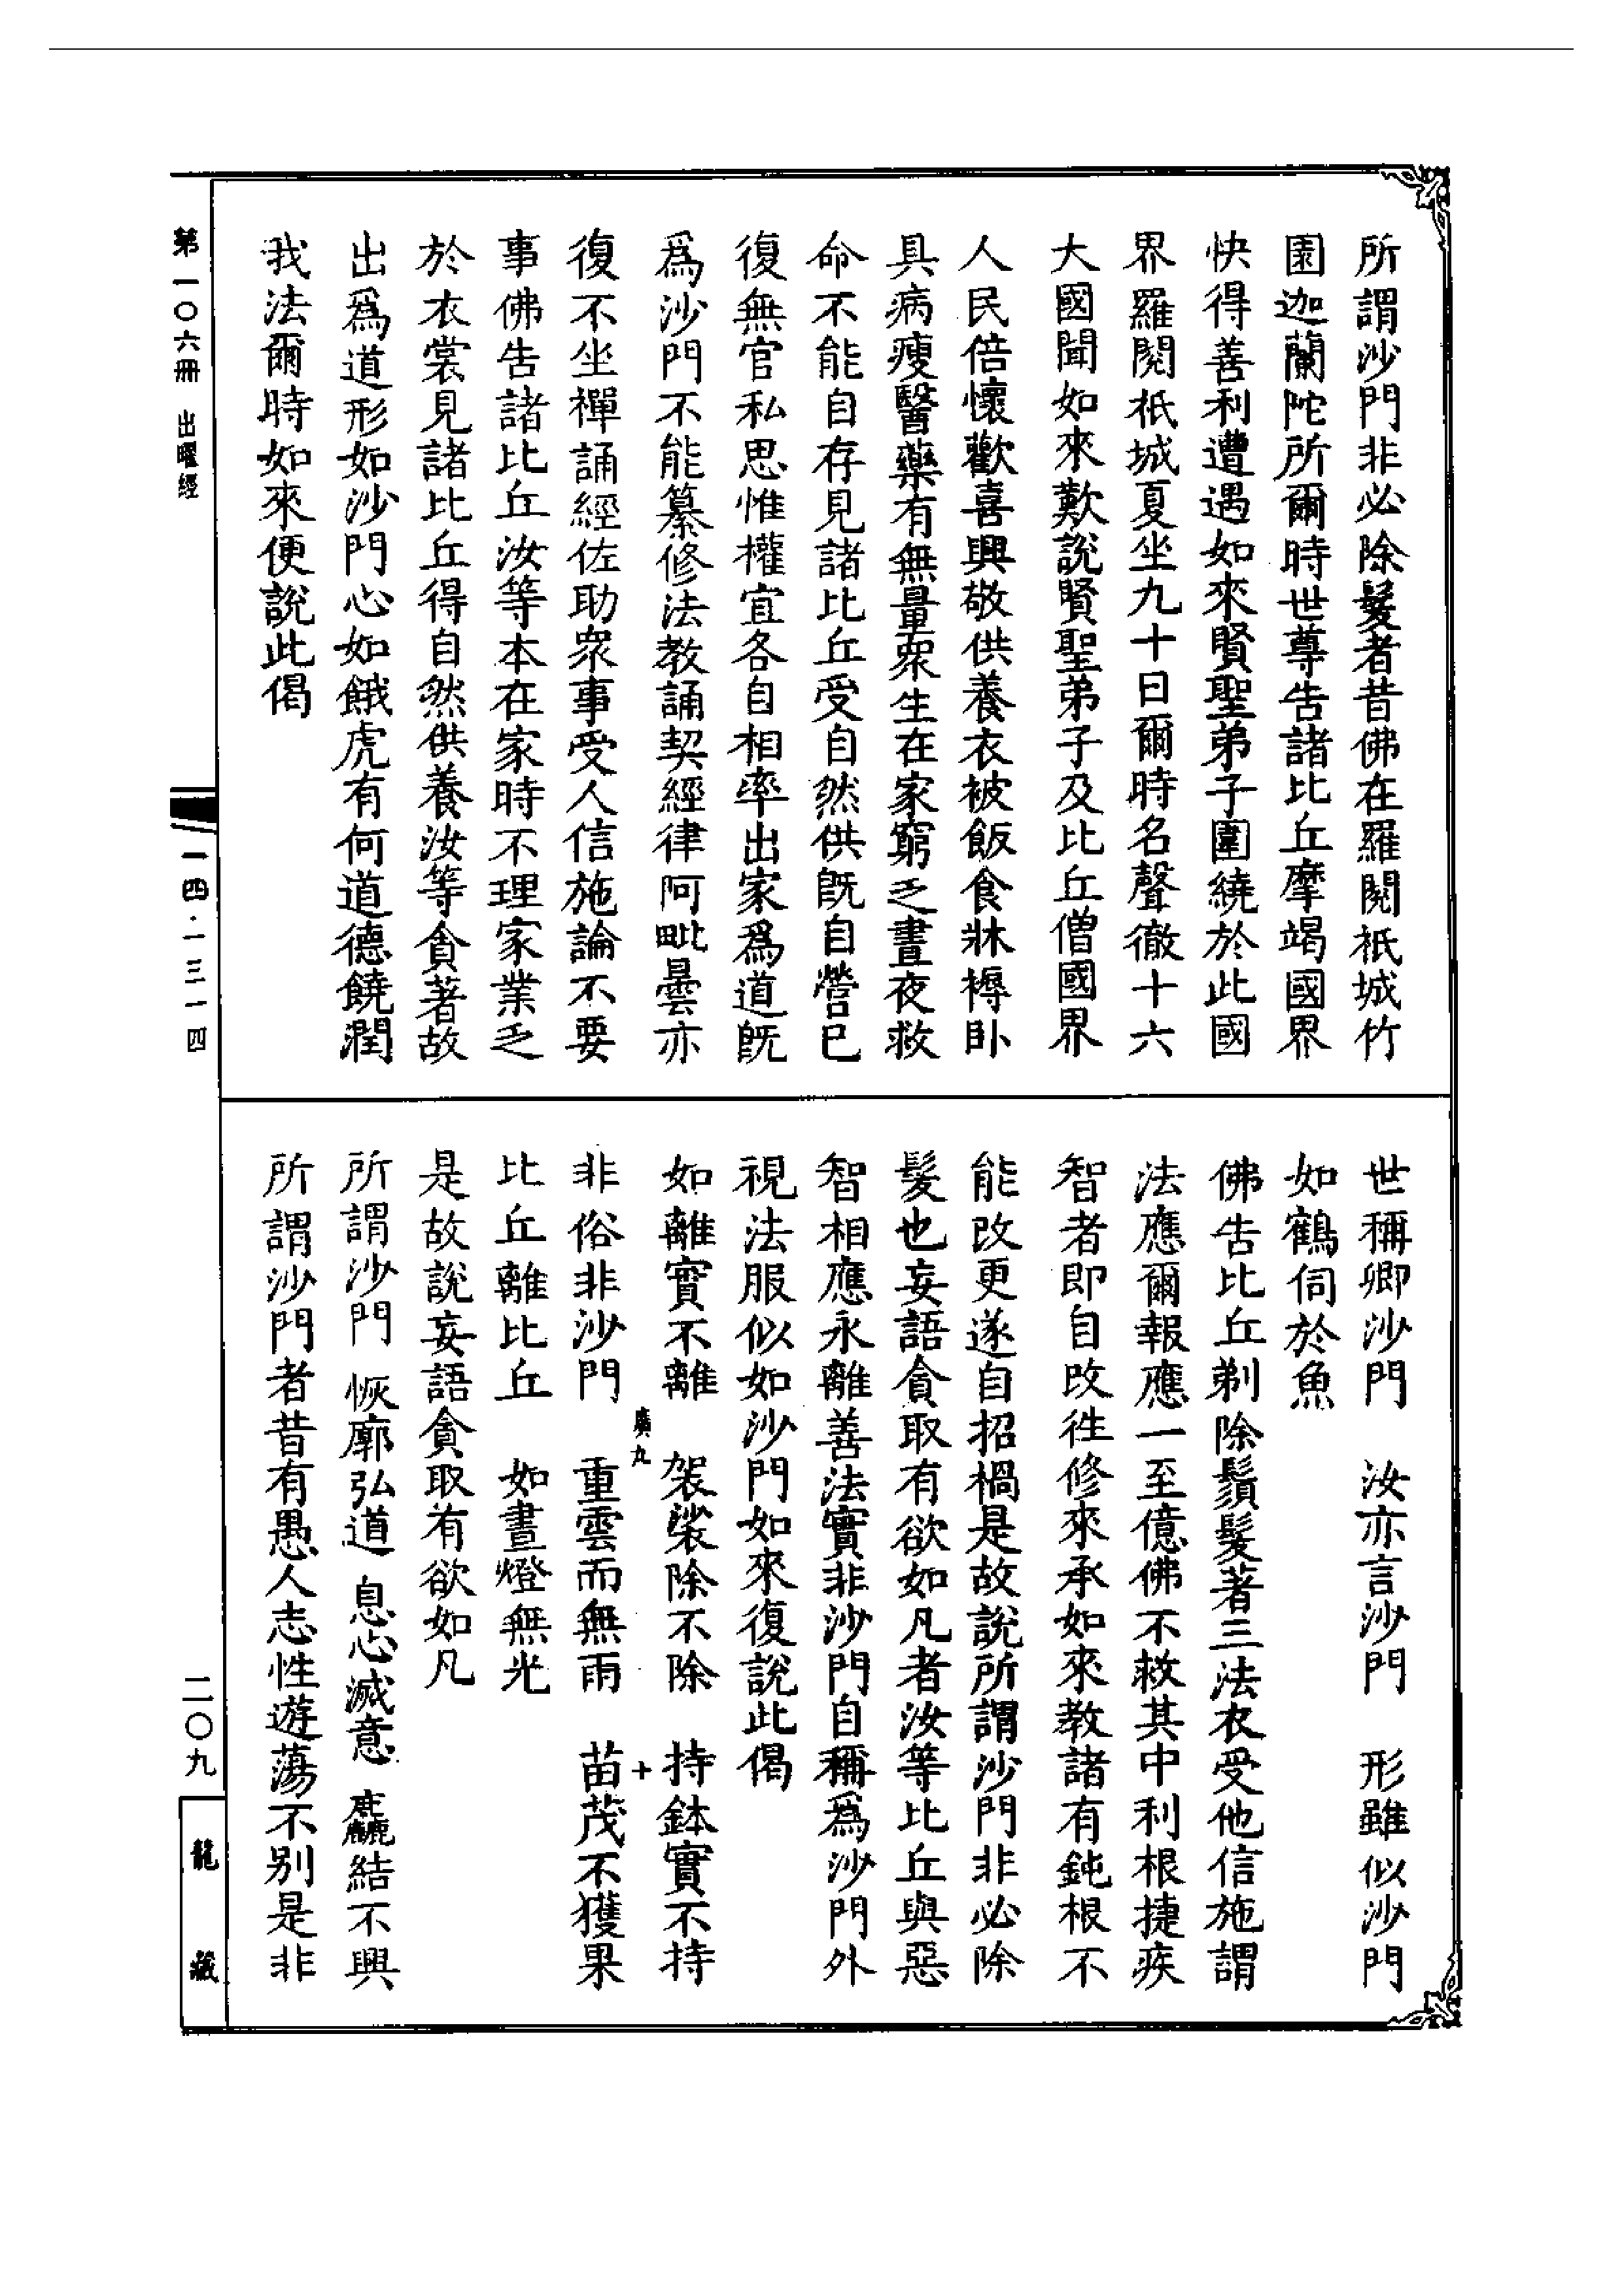 所謂沙門非必除髮者昔佛在羅閱祇城竹
園迦蘭陀所爾時世尊告諸比丘摩竭國界
快得善利遭遇如來賢聖弟子圍繞於此國
界羅閱祇城夏坐九十日爾時名聲徹十六
大國聞如來歎說賢聖弟子及比丘僧國界
人民倍懷歡喜興敬供養衣被飯食牀褥卧
具病瘦醫藥有無量眾生在家窮乏晝夜救
命不能自存見諸比丘受自然供既自營已
復無官私思惟權宜各自相率出家爲道既
爲沙門不能纂修法教誦契經律阿毗曇亦
復不坐禪誦經佐助眾事受人信施論不要
事佛告諸比丘汝等本在家時不理家業乏
於衣裳見諸比丘得自然供養汝等貪著故
出爲道形如沙門心如餓虎有何道德饒潤
我法爾時如來便說此偈
世稱卿沙門　汝亦言沙門　形雖似沙門
如鶴伺於魚
佛告比丘剃除鬚髮著三法衣受他信施謂
法應爾報應一至億佛不救其中利根捷疾
智者即自改往修來承如來教諸有鈍根不
能改更遂自招禍是故說所謂沙門非必除
髮也妄語貪取有欲如凡者汝等比丘與惡
智相應永離善法實非沙門自稱爲沙門外
視法服似如沙門如來復說此偈
如離實不離　袈裟除不除　持鉢實不持
廣九
十
非俗非沙門　重雲而無雨　苗茂不獲果
比丘離比丘　如晝燈無光
是故說妄語貪取有欲如凡
所謂沙門　恢廓弘道　息心滅意　麤結不興
所謂沙門者昔有愚人志性遊蕩不別是非
第一〇六冊　出曜經
一四·一三一四
二〇九
龍藏